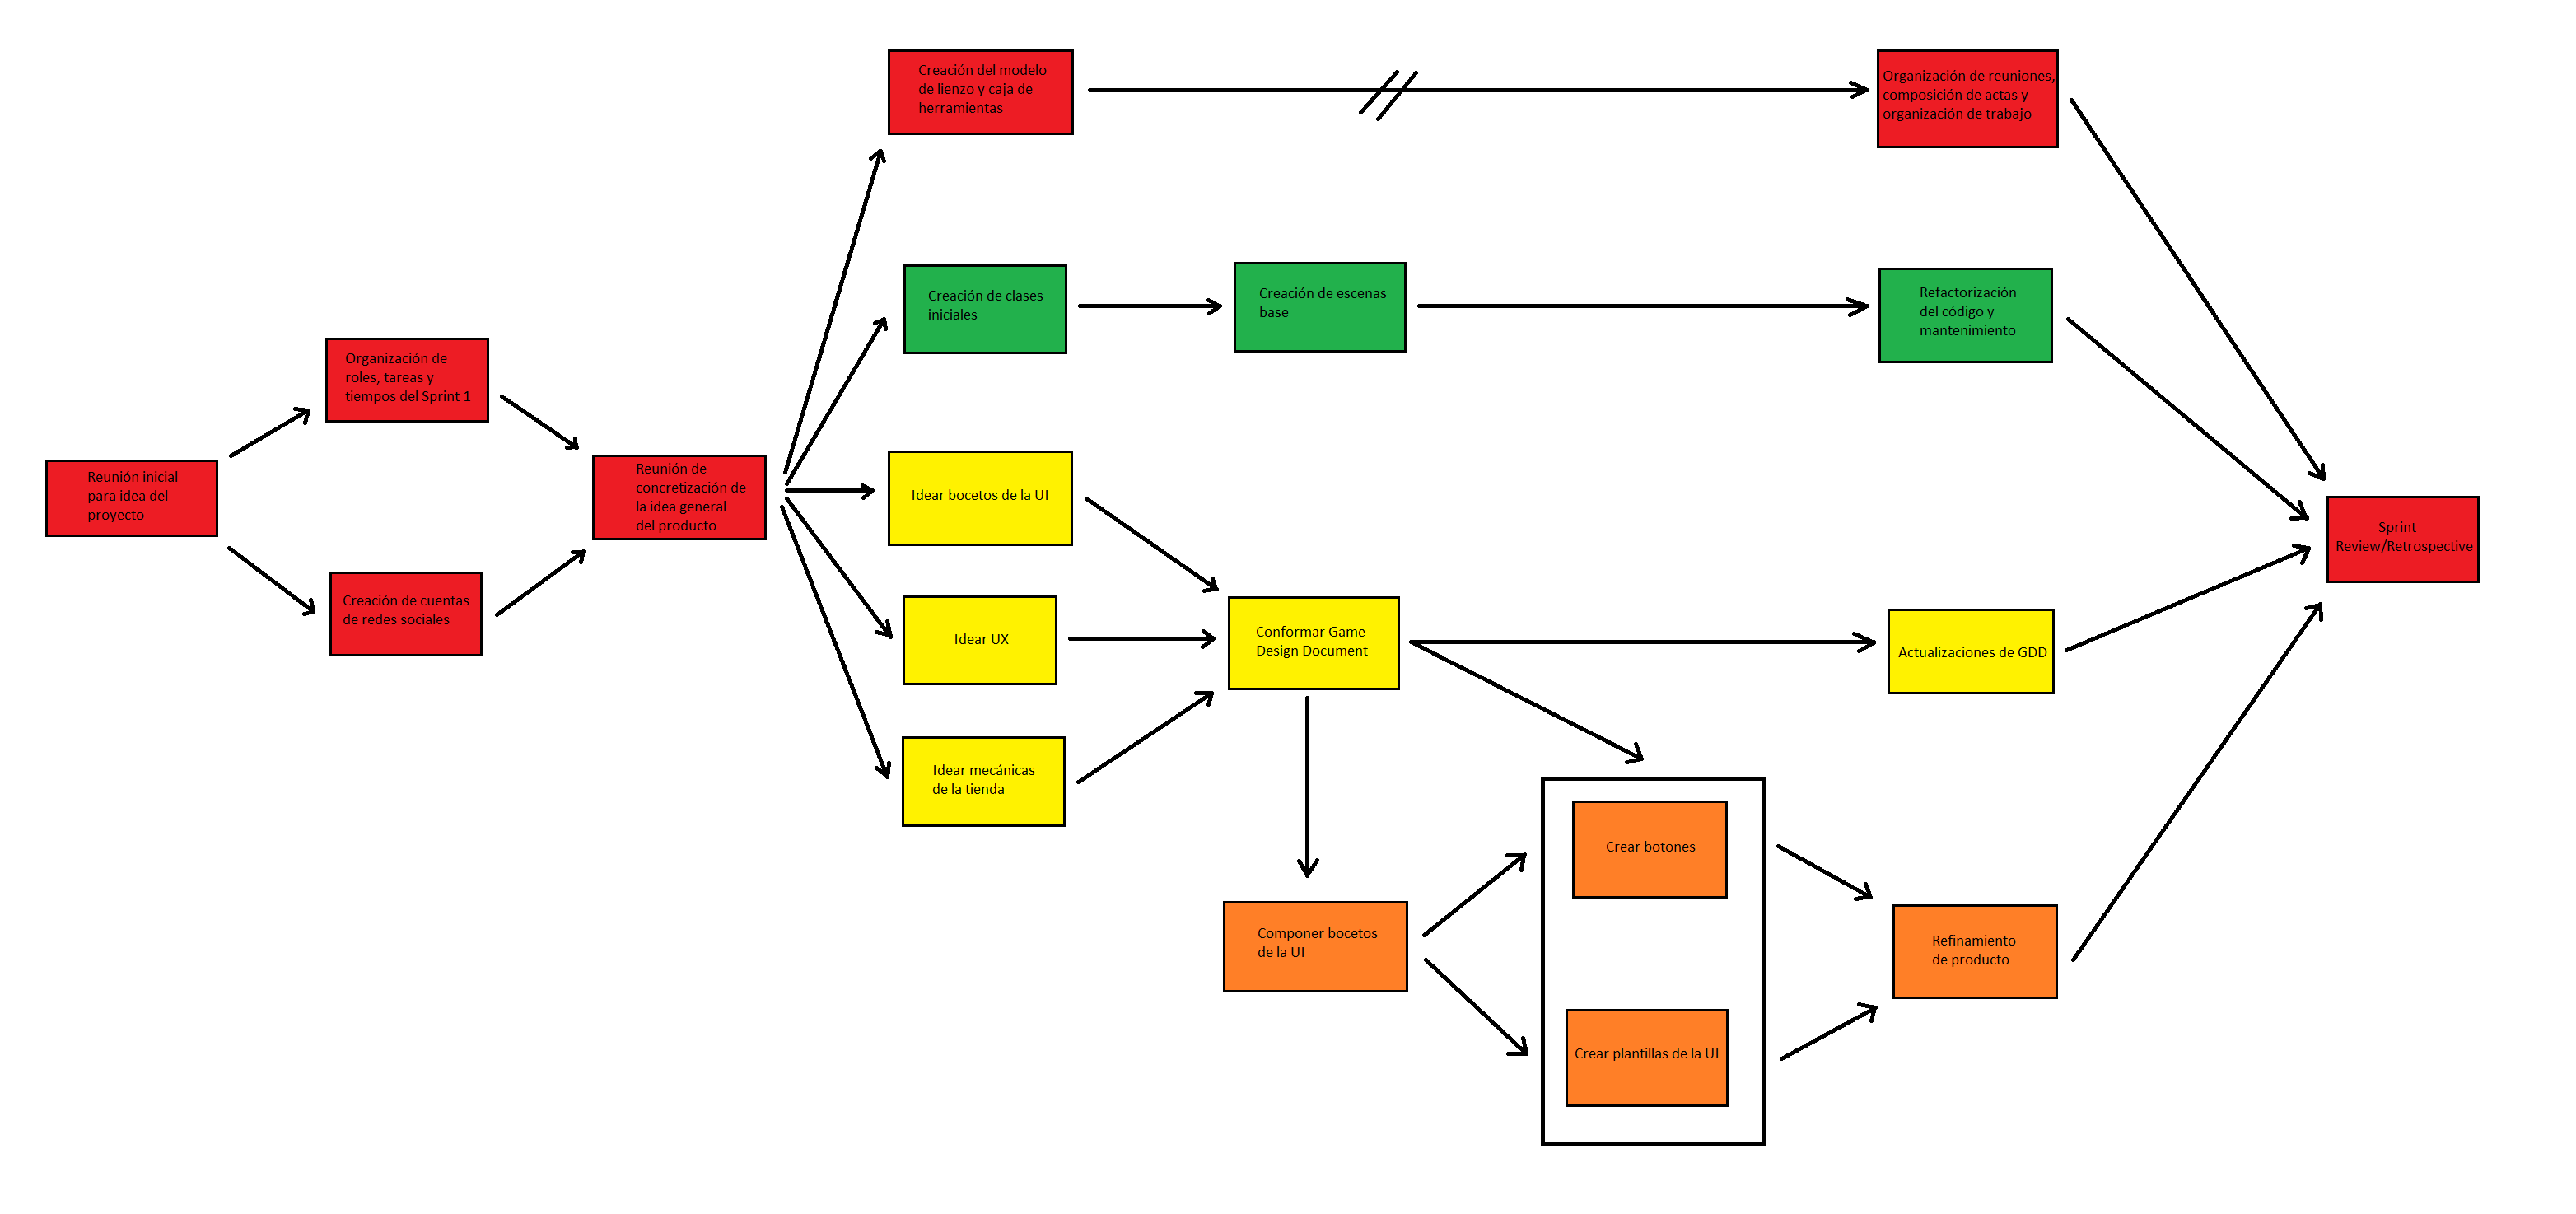 Reunión inicial
para idea del
proyecto
Organización de
roles, tareas y
tiempos del Sprint 1
Creación de cuentas
de redes sociales
Reunión de
concretización de
la idea general
del producto
Creación del modelo
de lienzo y caja de
herramientas
Creación de clases
iniciales
Idear bocetos de la UI
Idear UX
Idear mecánicas
de la tienda
Creación de escenas
base
Conformar Game
Design Document
Componer bocetos
de la UI
Crear botones
Crear plantillas de la UI
Organización de reuniones,
composición de actas y
organización de trabajo
Refactorización
del código y
mantenimiento
Actualizaciones de GDD
Refinamiento
de producto
Sprint
Review/Retrospective